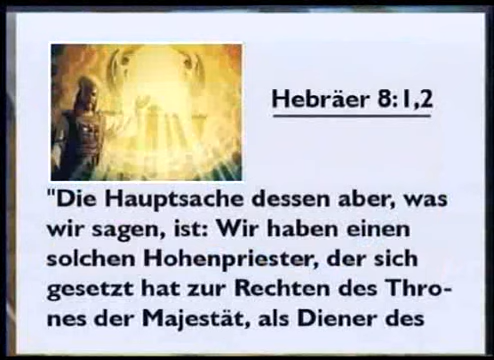 Hebräer 8:1,2
"Die Hauptsache dessen aber, was
wir sagen, ist: Wir haben einen
solchen Hohenpriester, der sich
gesetzt hat zur Rechten des Thro-
nes der Majestät, als Diener des